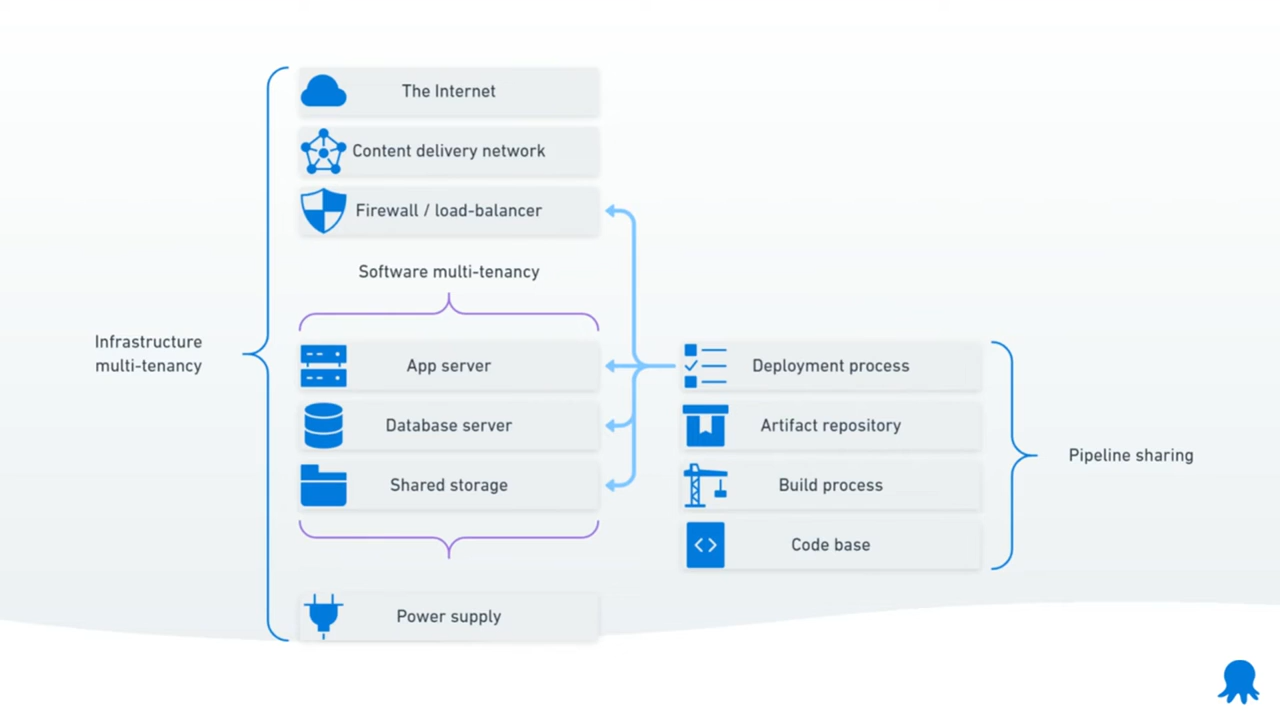 The Internet
Content delivery network
Firewall / load-balancer
Software multi-tenancy
Infrastructure
multi-tenancy
App server
Database server
Shared storage
Power supply
Deployment process
Artifact repository
Build process
Code base
Pipeline sharing